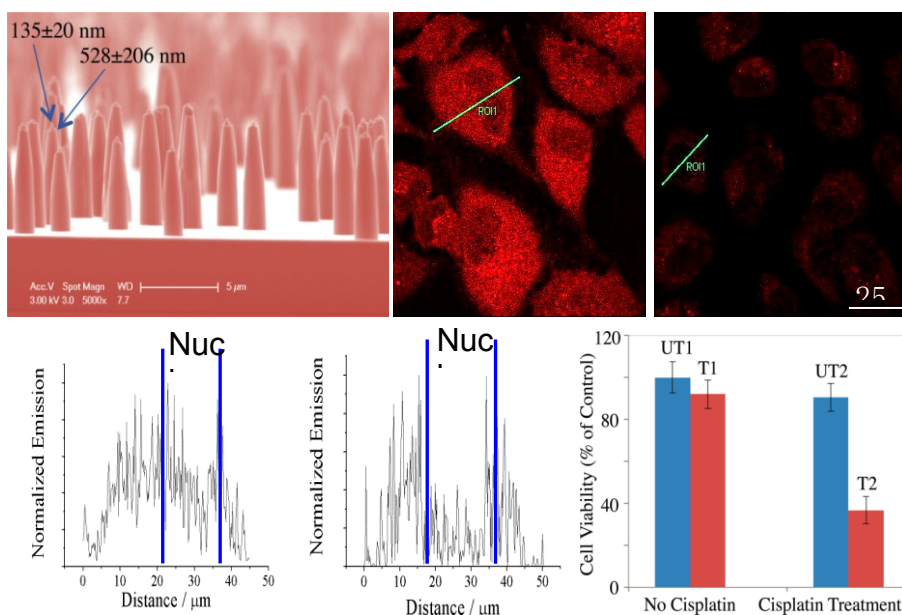 135±20 nm
528±206 nm
Acc.V Spot Magn WD
3.00 kV 3.0 5000x 7.7
5 μm
ROI1
ROI1
25
Nuc
.
Normalized Emission
0 10 20 30 40 50
Distance / μm
Nuc
.
Normalized Emission
0 10 20 30 40 50
Distance / μm
Cell Viability (% of Control)
120
80
40
0
UT1
T1
UT2
T2
No Cisplatin Cisplatin Treatment